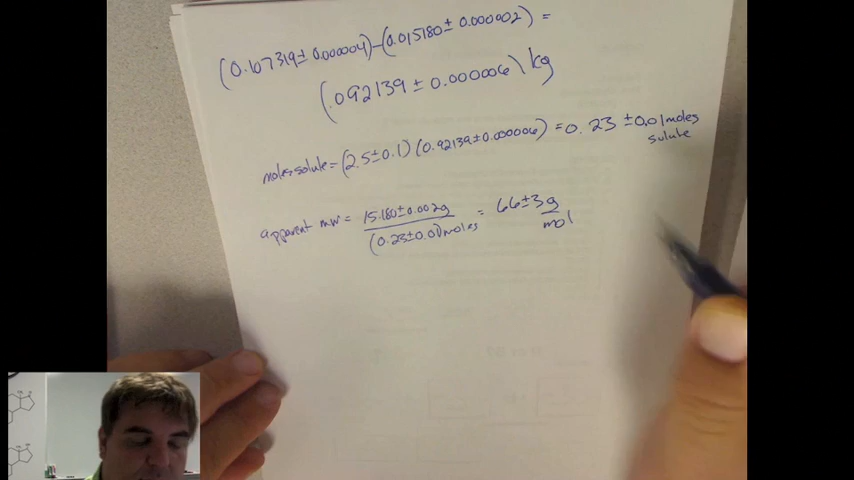 (0.107319± 0.000004)-(0.015180± 0.000002) =
(.092139 ± 0.000006) kg
moles solute = (2.5±0.1)(0.92139±0.000006) = 0.23 ±0.01 moles
solute
apparent mw = 15.180±0.002g / (0.23±0.01)moles = 66±3 g/mol